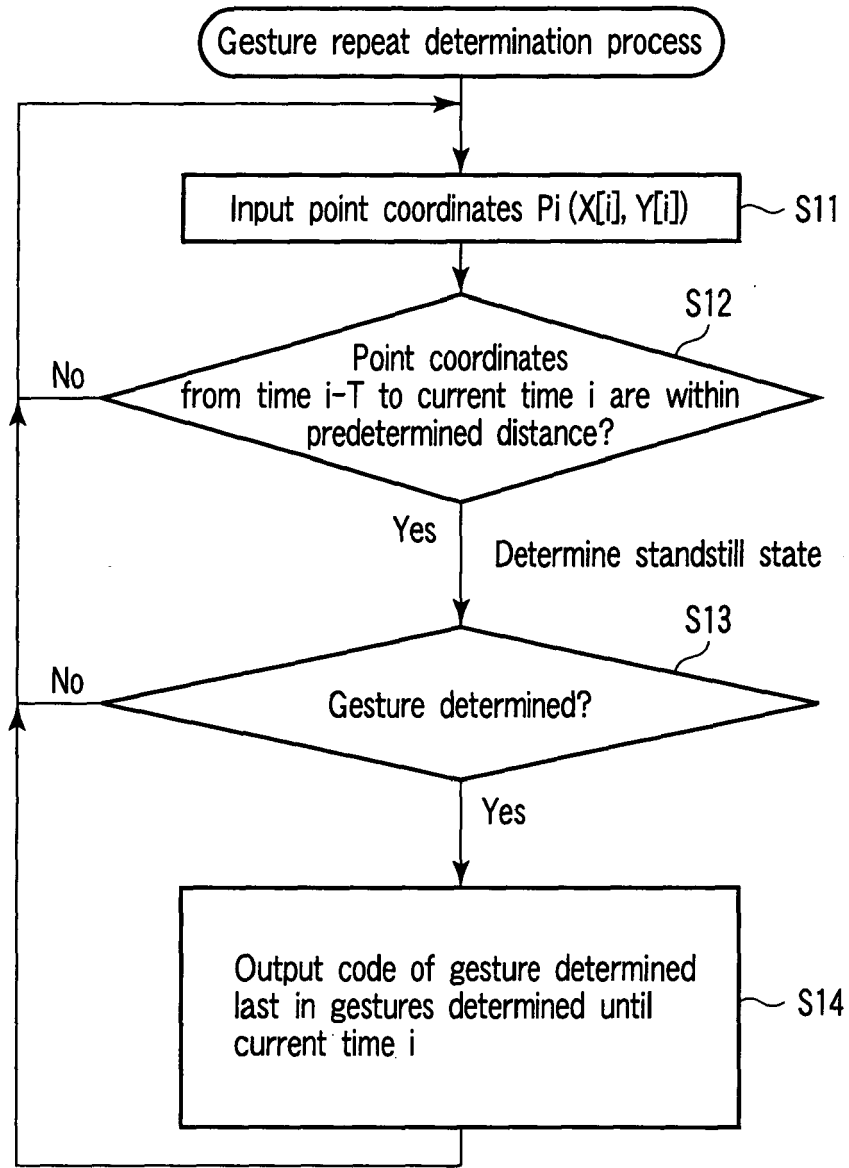 Gesture repeat determination process
Input point coordinates Pi (X[i], Y[i])
S11
S12
Point coordinates
from time i-T to current time i are within
predetermined distance?
No
Yes
Determine standstill state
S13
No
Gesture determined?
Yes
Output code of gesture determined
last in gestures determined until
current time i
S14